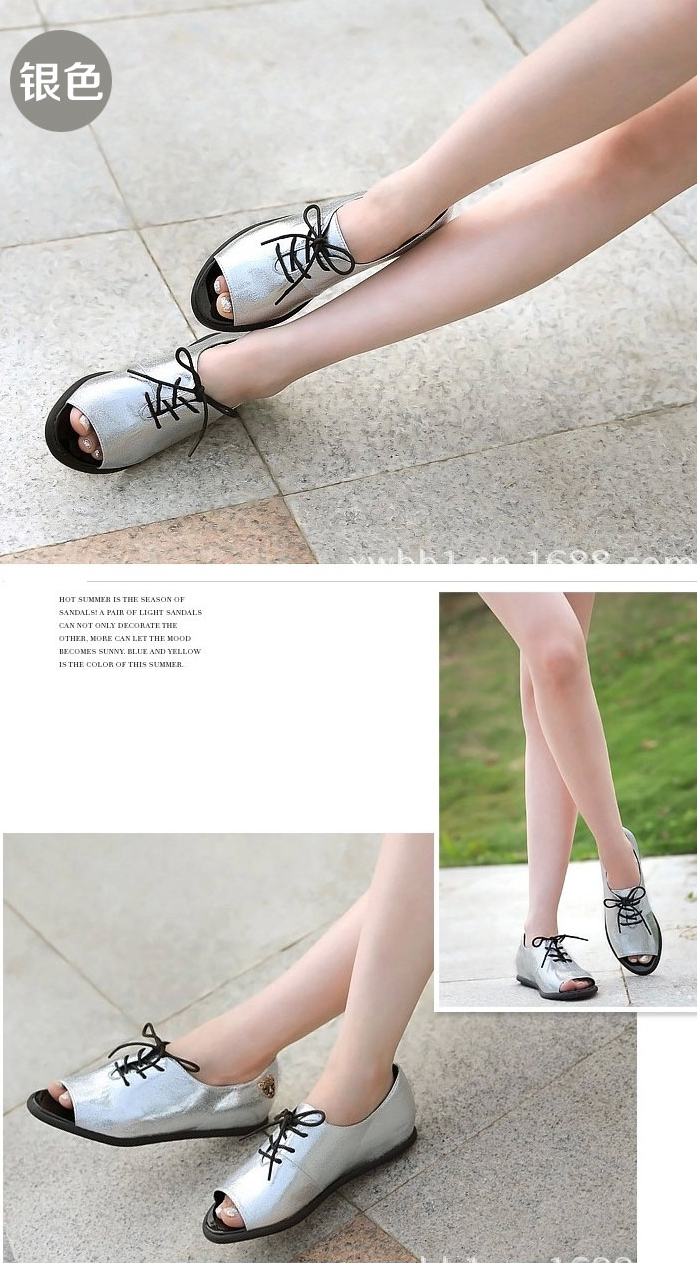 银色
xwbb1.cn.1688.com
HOT SUMMER IS THE SEASON OF
SANDALS! A PAIR OF LIGHT SANDALS
CAN NOT ONLY DECORATE THE
OTHER, MORE CAN LET THE MOOD
BECOMES SUNNY. BLUE AND YELLOW
IS THE COLOR OF THIS SUMMER.